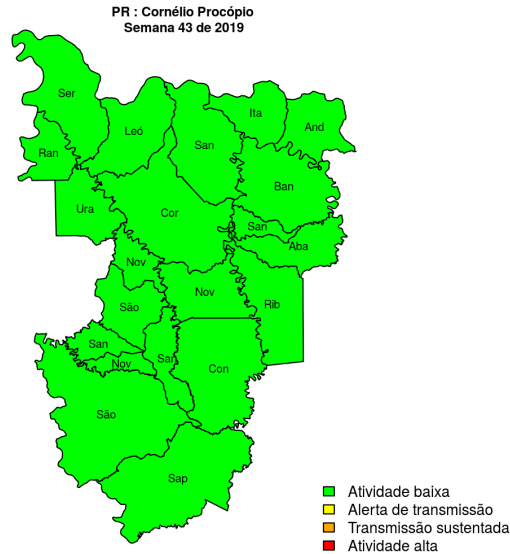 PR : Cornélio Procópio
Semana 43 de 2019
Ser
Ita
And
Leó
San
Ran
Ban
Ura
Cor
San
Aba
Nov
Nov
Rib
São
San
San
Nov
Con
São
Sap
Atividade baixa
Alerta de transmissão
Transmissão sustentada
Atividade alta